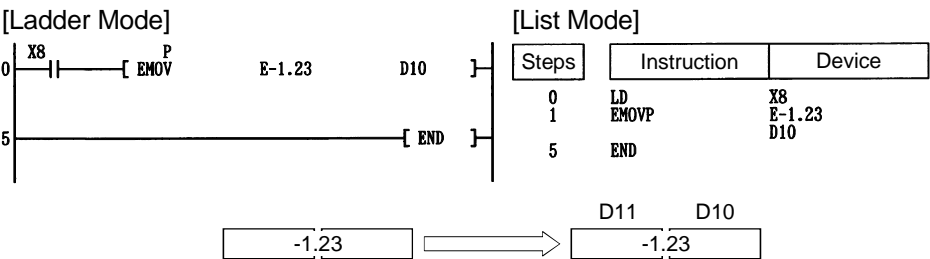 [Ladder Mode] [List Mode]
X8 P
0 EMOV E-1.23 D10
5 END
Steps Instruction Device
0 LD X8
1 EMOVP E-1.23
D10
5 END
D11 D10
-1.23 -1.23